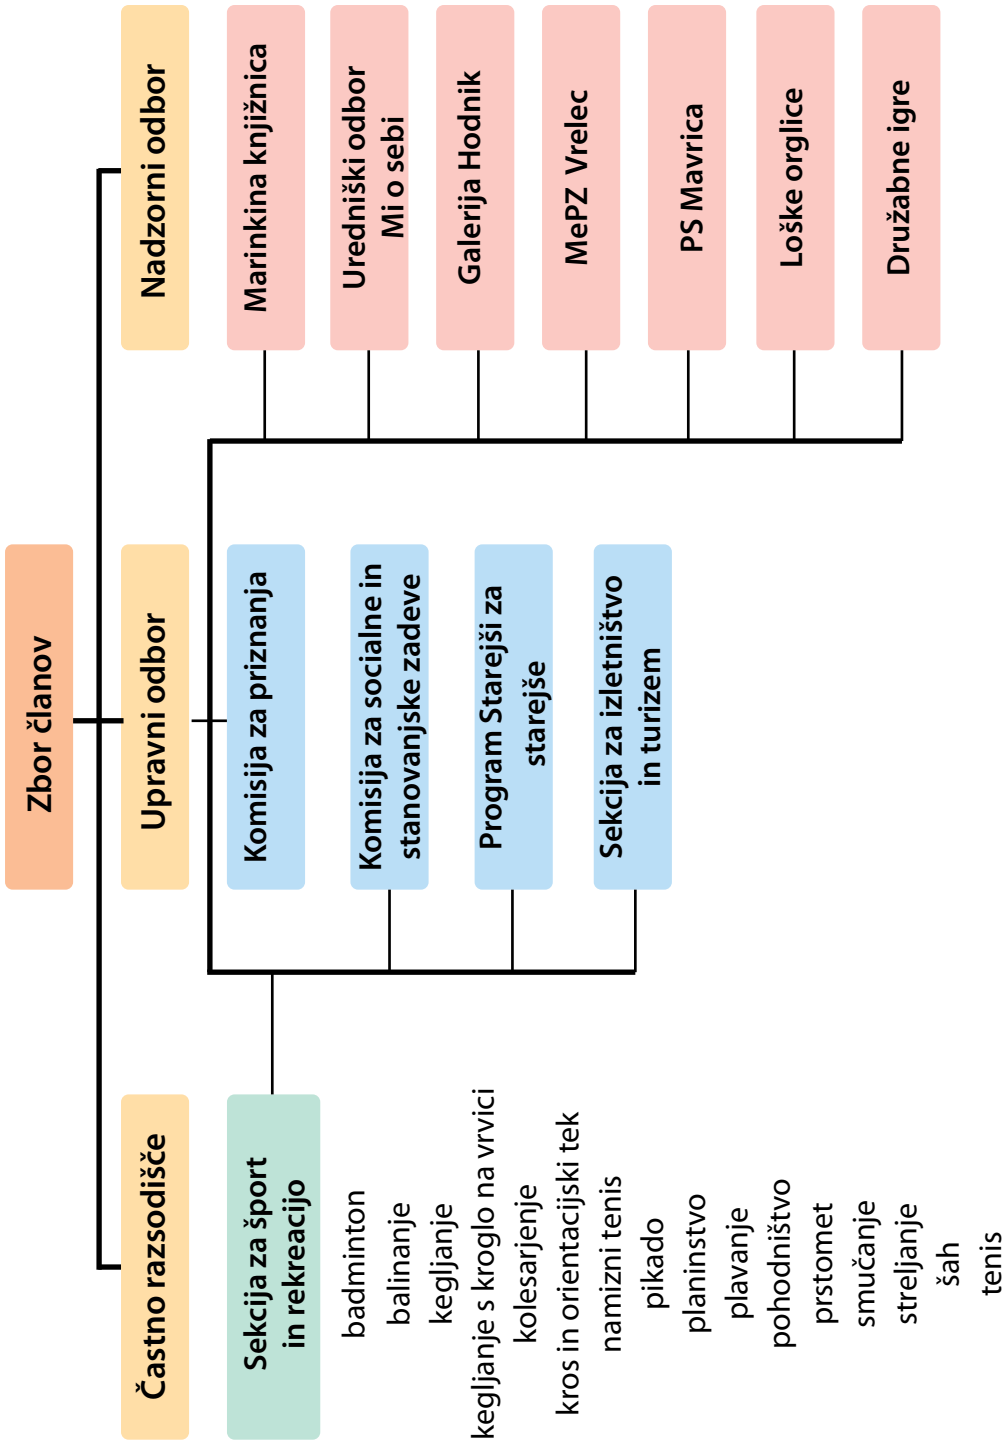 Zbor članov
Častno razsodišče
Upravni odbor
Nadzorni odbor
Sekcija za šport
in rekreacijo
badminton
balinanje
kegljanje
kegljanje s kroglo na vrvici
kolesarjenje
kros in orientacijski tek
namizni tenis
pikado
planinstvo
plavanje
pohodništvo
prstomet
smučanje
streljanje
šah
tenis
Komisija za priznanja
Komisija za socialne in
stanovanjske zadeve
Program Starejši za
starejše
Sekcija za izletništvo
in turizem
Marinkina knjižnica
Uredniški odbor
Mi o sebi
Galerija Hodnik
MePZ Vrelec
PS Mavrica
Loške orglice
Družabne igre